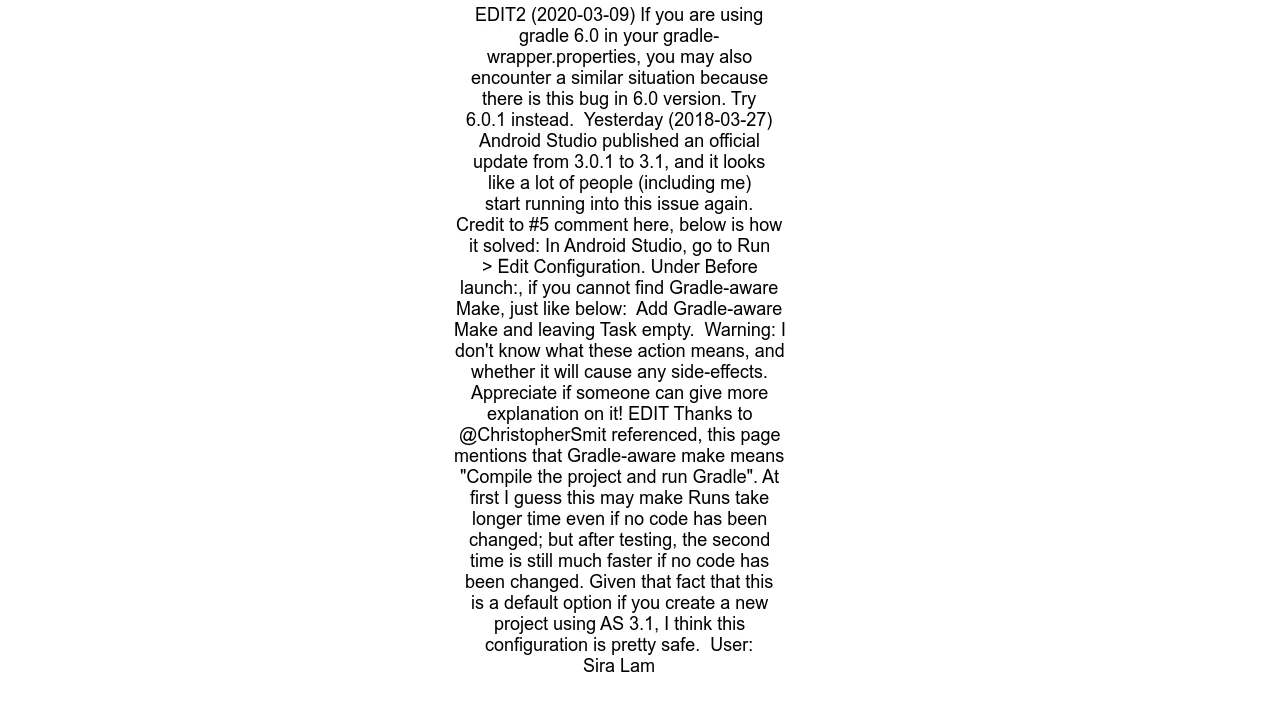 EDIT2 (2020-03-09) If you are using
gradle 6.0 in your gradle-
wrapper.properties, you may also
encounter a similar situation because
there is this bug in 6.0 version. Try
6.0.1 instead.  Yesterday (2018-03-27)
Android Studio published an official
update from 3.0.1 to 3.1, and it looks
like a lot of people (including me)
start running into this issue again.
Credit to #5 comment here, below is how
it solved: In Android Studio, go to Run
> Edit Configuration. Under Before
launch:, if you cannot find Gradle-aware
Make, just like below:  Add Gradle-aware
Make and leaving Task empty.  Warning: I
don't know what these action means, and
whether it will cause any side-effects.
Appreciate if someone can give more
explanation on it! EDIT Thanks to
@ChristopherSmit referenced, this page
mentions that Gradle-aware make means
"Compile the project and run Gradle". At
first I guess this may make Runs take
longer time even if no code has been
changed; but after testing, the second
time is still much faster if no code has
been changed. Given that fact that this
is a default option if you create a new
project using AS 3.1, I think this
configuration is pretty safe.  User:
Sira Lam